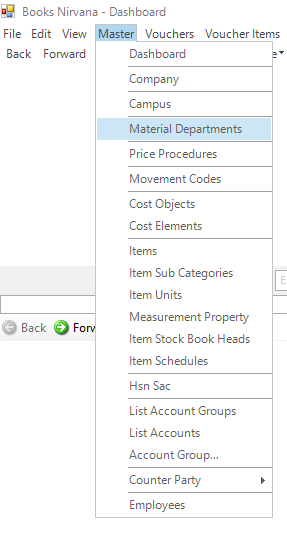 Books Nirvana - Dashboard
File Edit View Master Vouchers Voucher Items
Back Forward
Dashboard
Company
Campus
Material Departments
Price Procedures
Movement Codes
Cost Objects
Cost Elements
Items
Item Sub Categories
Item Units
Measurement Property
Item Stock Book Heads
Item Schedules
Back
Hsn Sac
List Account Groups
List Accounts
Account Group...
Counter Party
Employees